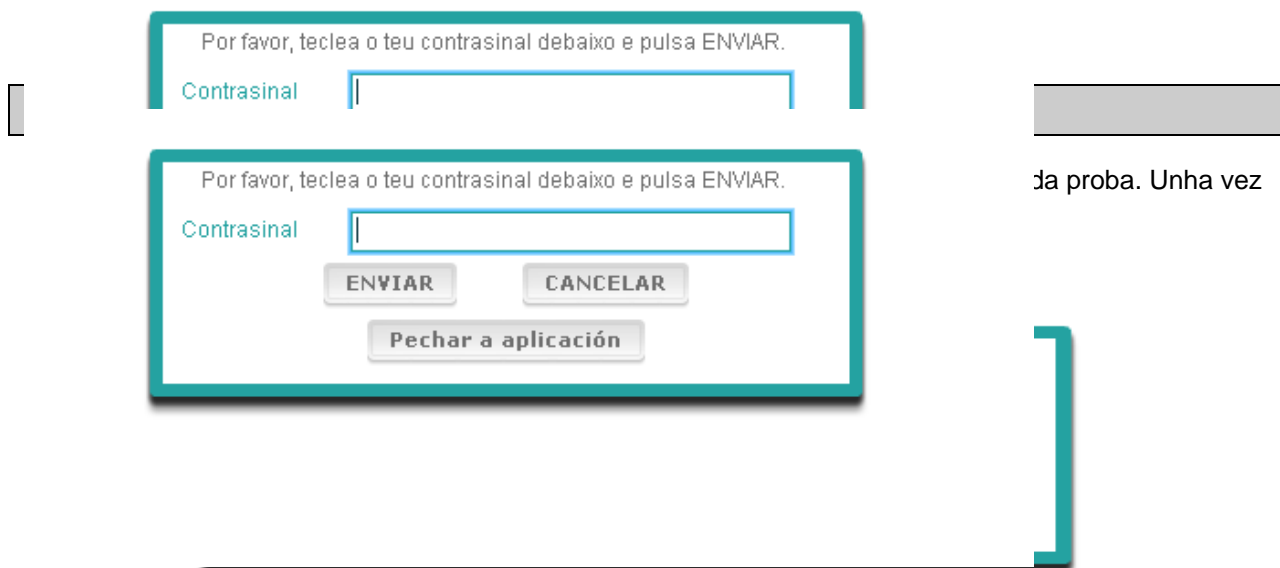 Por favor, teclea o teu contrasinal debaixo e pulsa ENVIAR.
Contrasinal
Por favor, teclea o teu contrasinal debaixo e pulsa ENVIAR.
da proba. Unha vez
Contrasinal
ENVIAR CANCELAR
Pechar a aplicación